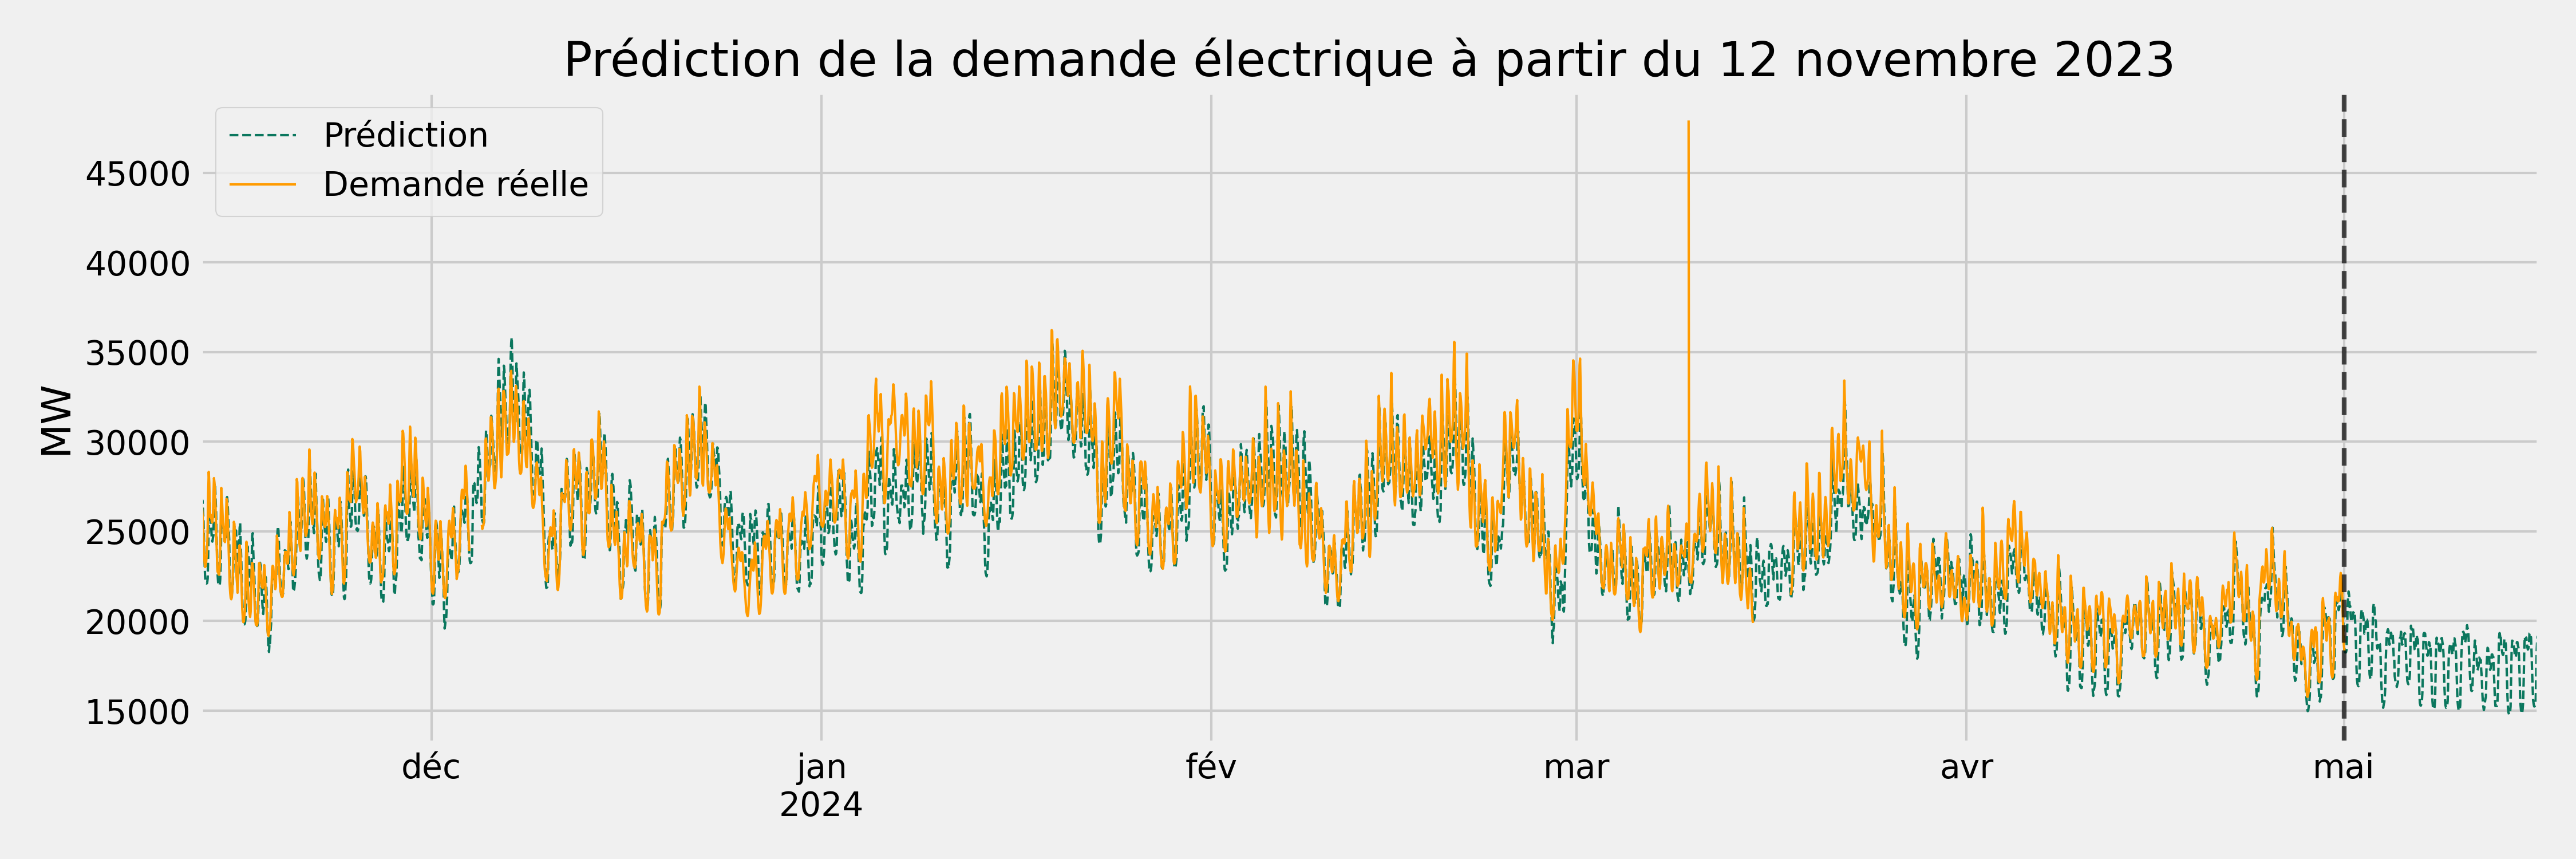 Prédiction de la demande électrique à partir du 12 novembre 2023
Prédiction
Demande réelle
MW
45000
40000
35000
30000
25000
20000
15000
déc
jan
2024
fév
mar
avr
mai